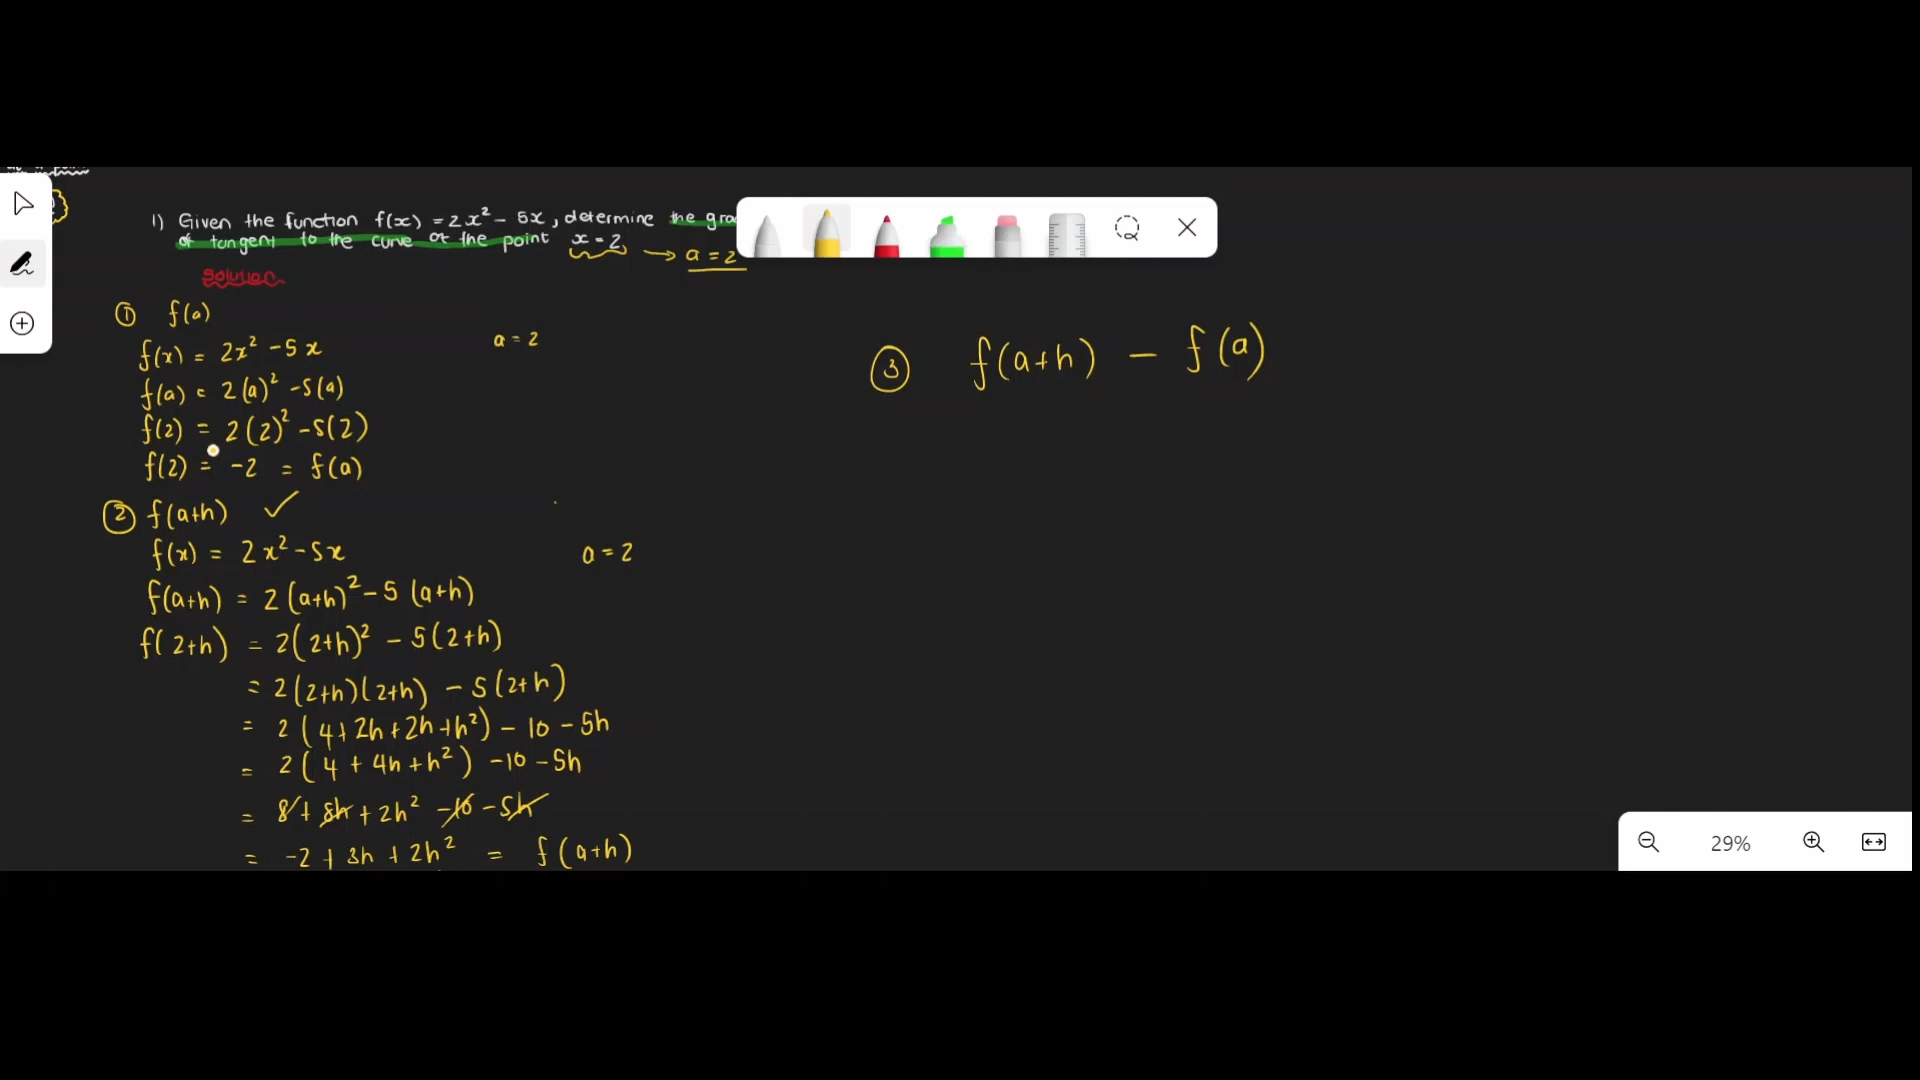 1) Given the function f(x) = 2x² - 5x, determine the gra
of tangent to the curve at the point x = 2 → a = 2
Solution
① f(a)
f(x) = 2x² - 5x a = 2
f(a) = 2(a)² - 5(a)
f(2) = 2(2)² - 5(2)
f(2) = -2 = f(a)
② f(a+h) ✓
f(x) = 2x² - 5x a = 2
f(a+h) = 2(a+h)² - 5(a+h)
f(2+h) = 2(2+h)² - 5(2+h)
= 2(2+h)(2+h) - 5(2+h)
= 2(4+2h+2h+h²) - 10 - 5h
= 2(4 + 4h + h²) - 10 - 5h
= 8 + 8h + 2h² - 10 - 5h
= -2 + 3h + 2h² = f(a+h)
③ f(a+h) - f(a)
29%